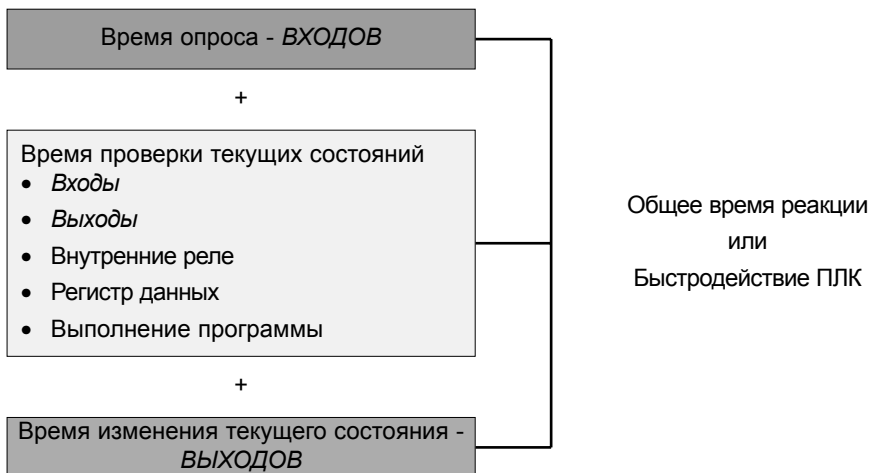 Время опроса - ВХОДОВ
+
Время проверки текущих состояний
• Входы
• Выходы
• Внутренние реле
• Регистр данных
• Выполнение программы
+
Время изменения текущего состояния -
ВЫХОДОВ
Общее время реакции
или
Быстродействие ПЛК